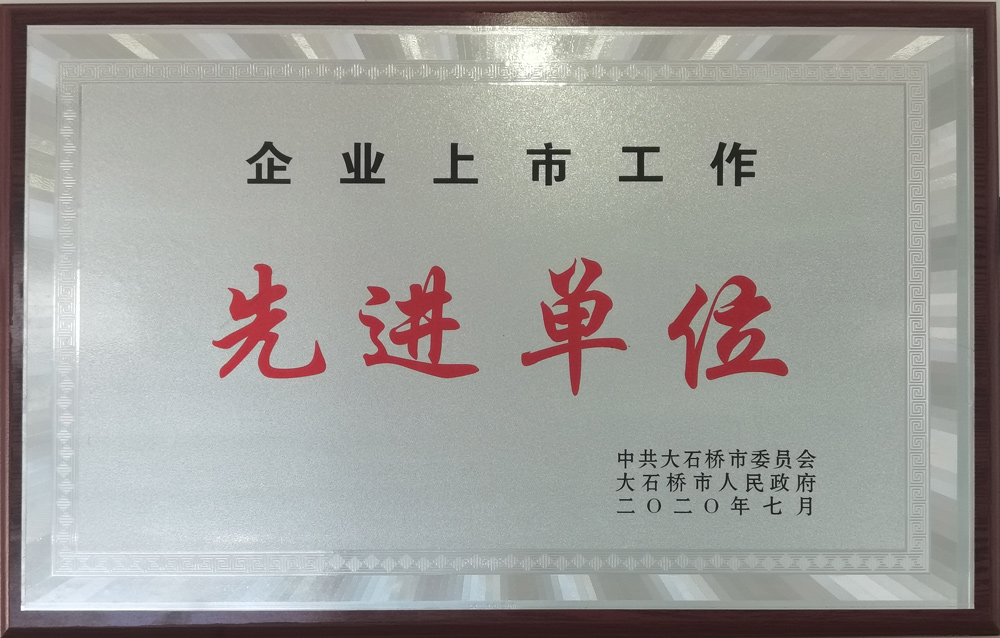 企业上市工作
先进单位
中共大石桥市委员会
大石桥市人民政府
二〇二〇年七月